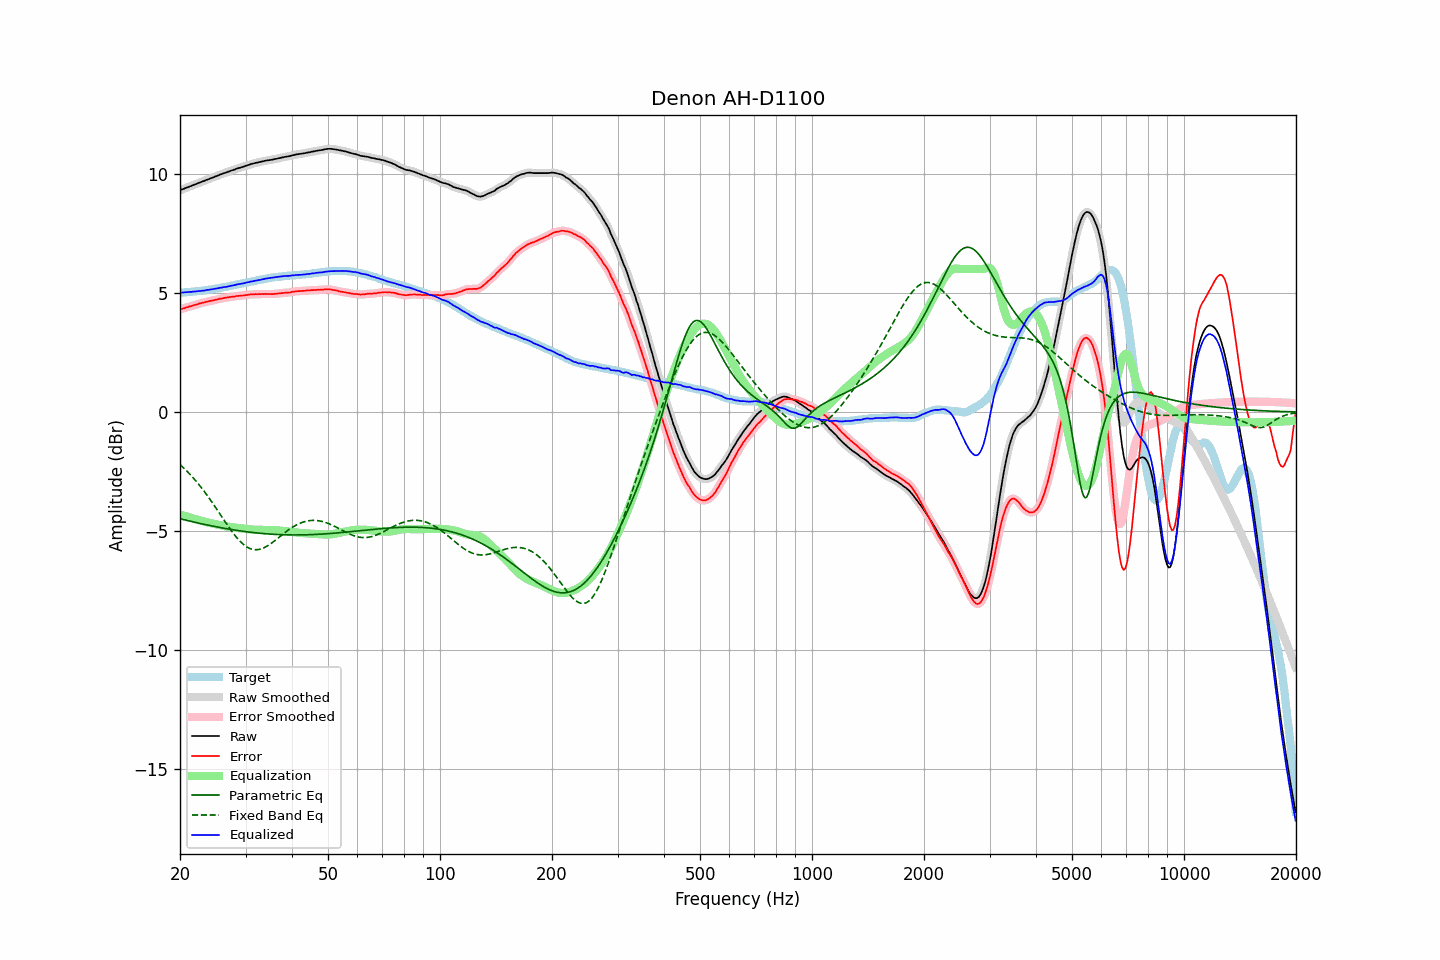 Denon AH-D1100
Amplitude (dBr)
10
5
0
−5
−10
−15
Target
Raw Smoothed
Error Smoothed
Raw
Error
Equalization
Parametric Eq
Fixed Band Eq
Equalized
20 50 100 200 500 1000 2000 5000 10000 20000
Frequency (Hz)